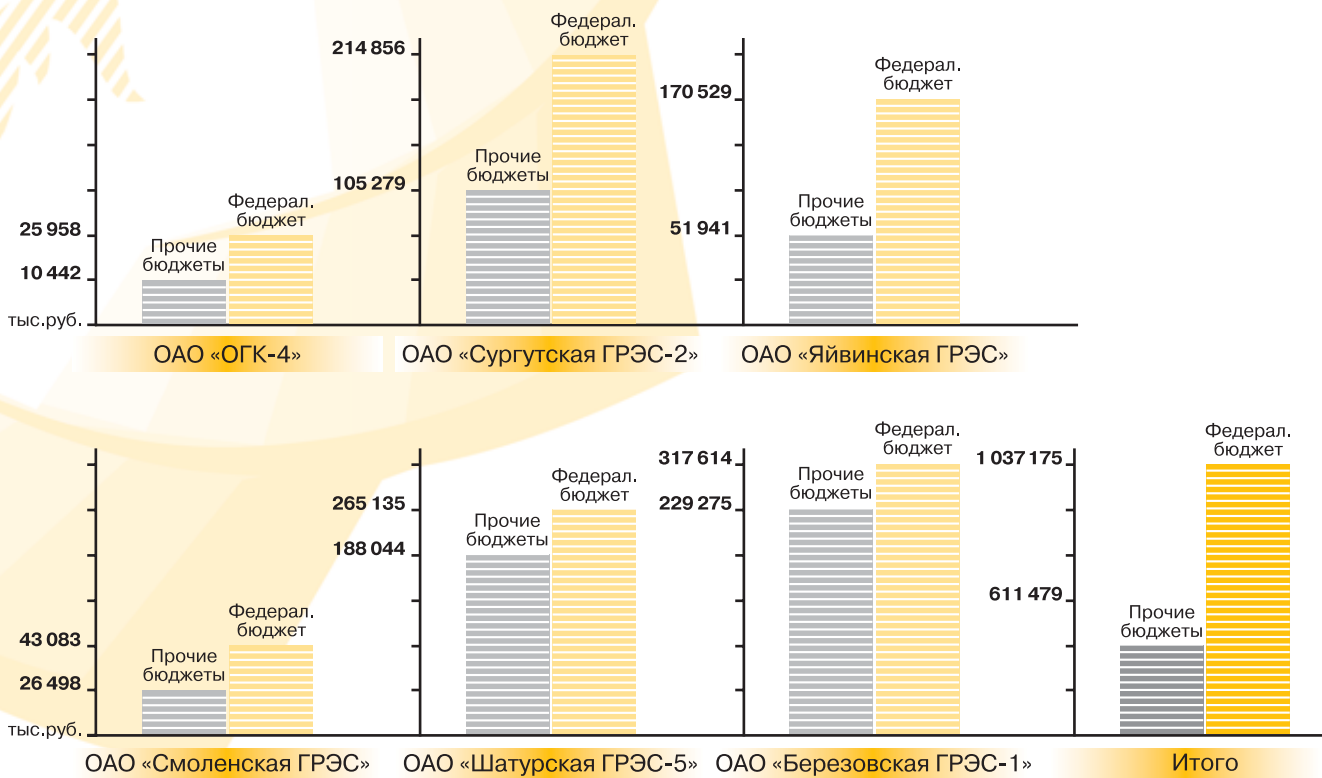 Федерал.
бюджет
214 856
Федерал.
бюджет
170 529
Прочие
бюджеты
105 279
Федерал.
бюджет
Прочие
бюджеты
25 958
51 941
Прочие
бюджеты
10 442
тыс.руб.
ОАО «ОГК-4»
ОАО «Сургутская ГРЭС-2»
ОАО «Яйвинская ГРЭС»
Федерал.
бюджет
Федерал.
бюджет
317 614
1 037 175
Прочие
бюджеты
Федерал.
бюджет
265 135
229 275
Прочие
бюджеты
188 044
611 479
Федерал.
бюджет
Прочие
бюджеты
43 083
Прочие
бюджеты
26 498
тыс.руб.
ОАО «Смоленская ГРЭС»
ОАО «Шатурская ГРЭС-5»
ОАО «Березовская ГРЭС-1»
Итого